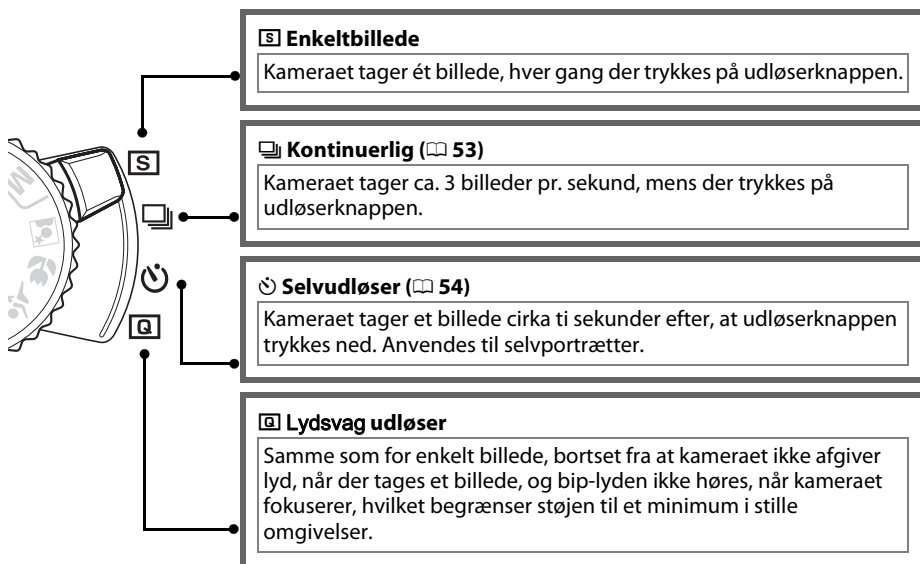 S Enkeltbillede
Kameraet tager ét billede, hver gang der trykkes på udløserknappen.
Kontinuerlig (53)
Kameraet tager ca. 3 billeder pr. sekund, mens der trykkes på
udløserknappen.
Selvudløser (54)
Kameraet tager et billede cirka ti sekunder efter, at udløserknappen
trykkes ned. Anvendes til selvportrætter.
Q Lydsvag udløser
Samme som for enkelt billede, bortset fra at kameraet ikke afgiver
lyd, når der tages et billede, og bip-lyden ikke høres, når kameraet
fokuserer, hvilket begrænser støjen til et minimum i stille
omgivelser.
M
S
Q